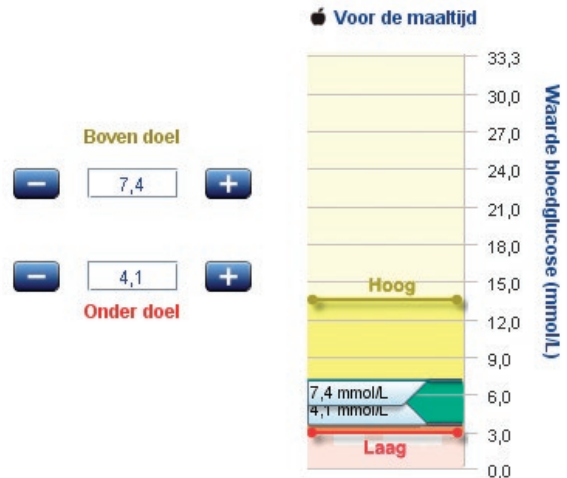 Voor de maaltijd
Boven doel
7,4
4,1
Onder doel
33,3
30,0
27,0
24,0
21,0
18,0
15,0
12,0
9,0
6,0
3,0
0,0
Hoog
7,4 mmol/L
4,1 mmol/L
Laag
Waarde bloedglucose (mmol/L)